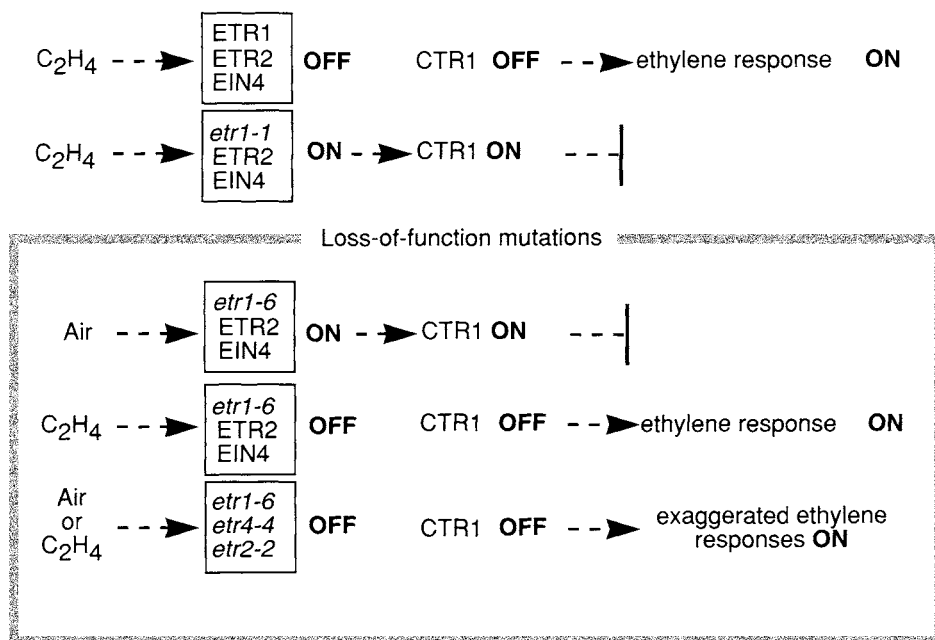 C2H4 ETR1 ETR2 EIN4 OFF CTR1 OFF ethylene response ON
C2H4 etr1-1 ETR2 EIN4 ON CTR1 ON
Loss-of-function mutations
Air etr1-6 ETR2 EIN4 ON CTR1 ON
C2H4 etr1-6 ETR2 EIN4 OFF CTR1 OFF ethylene response ON
Air or C2H4 etr1-6 etr4-4 etr2-2 OFF CTR1 OFF exaggerated ethylene responses ON